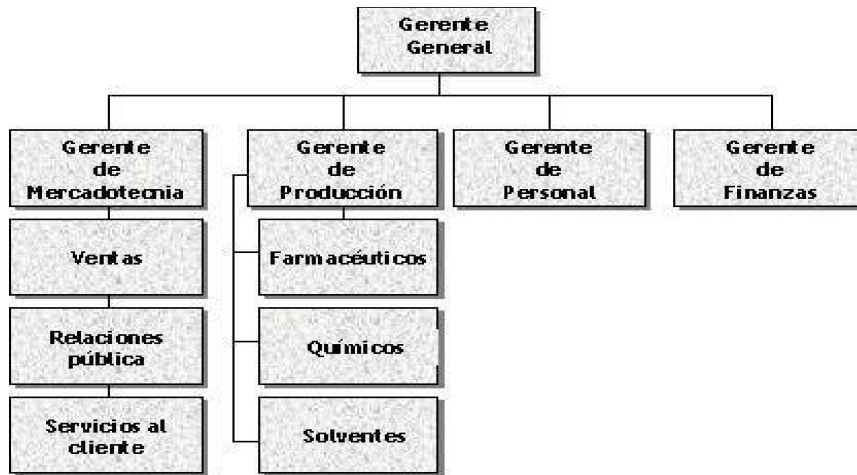 Gerente
General
Gerente
de
Mercadotecnia
Gerente
de
Producción
Gerente
de
Personal
Gerente
de
Finanzas
Ventas
Relaciones
pública
Servicios al
cliente
Farmacéuticos
Químicos
Solventes